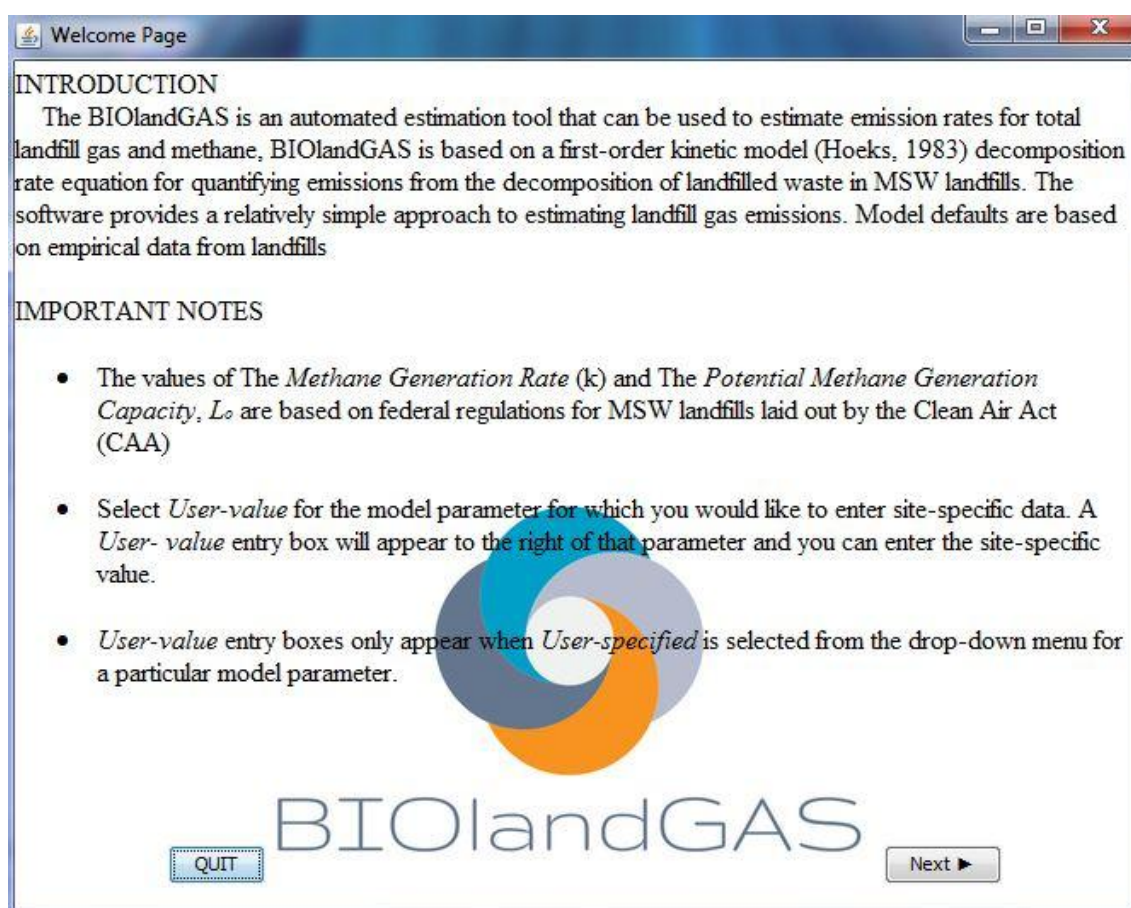 Welcome Page
INTRODUCTION
The BIOlandGAS is an automated estimation tool that can be used to estimate emission rates for total
landfill gas and methane, BIOlandGAS is based on a first-order kinetic model (Hoeks, 1983) decomposition
rate equation for quantifying emissions from the decomposition of landfilled waste in MSW landfills. The
software provides a relatively simple approach to estimating landfill gas emissions. Model defaults are based
on empirical data from landfills
IMPORTANT NOTES
• The values of The Methane Generation Rate (k) and The Potential Methane Generation
Capacity, Lₒ are based on federal regulations for MSW landfills laid out by the Clean Air Act
(CAA)
• Select User-value for the model parameter for which you would like to enter site-specific data. A
User- value entry box will appear to the right of that parameter and you can enter the site-specific
value.
• User-value entry boxes only appear when User-specified is selected from the drop-down menu for
a particular model parameter.
BIOlandGAS
QUIT
Next ►